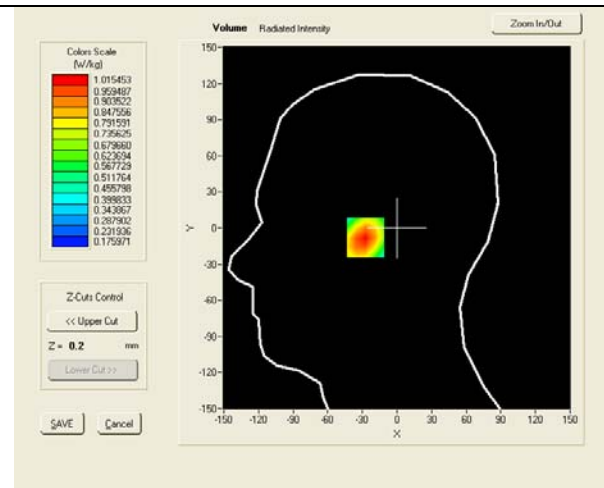 Volume Radiated Intensity
Zoom In/Out
Colors Scale
(W/kg)
1.015453
0.959487
0.903522
0.847556
0.791591
0.735625
0.679660
0.623694
0.567729
0.511764
0.455798
0.399833
0.343867
0.287902
0.231936
0.175971
Z-Cuts Control
<< Upper Cut
Z = 0.2 mm
Lower Cut >>
SAVE Cancel
150-
120-
90-
60-
30-
0-
-30-
-60-
-90-
-120-
-150-
Y
-150 -120 -90 -60 -30 0 30 60 90 120 150
X